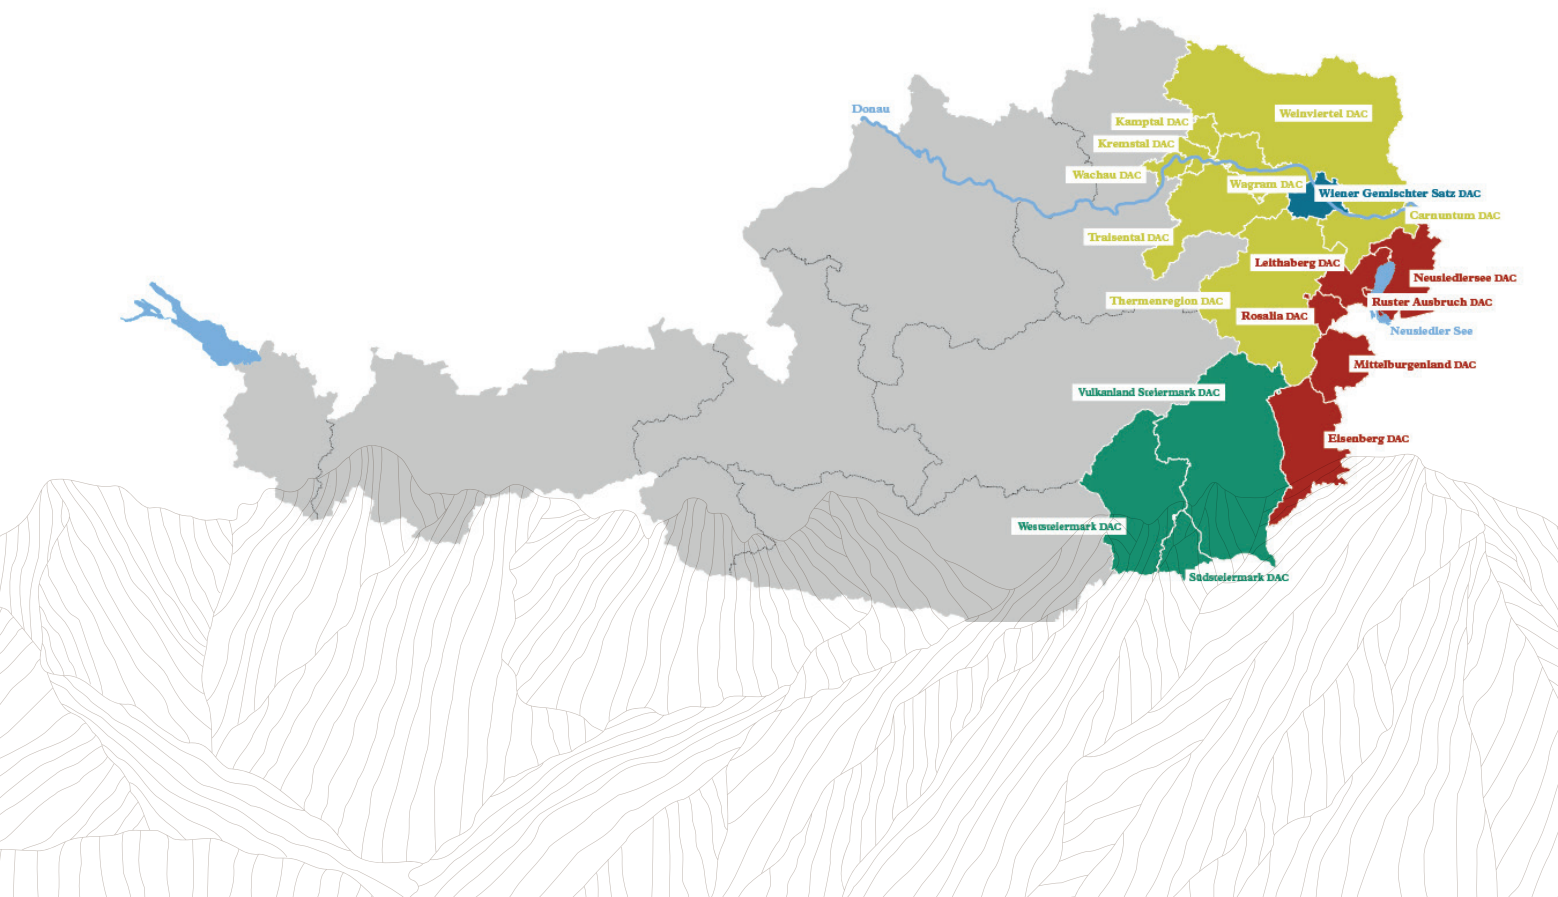 Donau
Weinviertel DAC
Kamptal DAC
Kremstal DAC
Wachau DAC
Wagram DAC
Wiener Gemischter Satz DAC
Carnuntum DAC
Traisental DAC
Leithaberg DAC
Neusiedlersee DAC
Thermenregion DAC
Ruster Ausbruch DAC
Rosalia DAC
Neusiedler See
Mittelburgenland DAC
Vulkanland Steiermark DAC
Eisenberg DAC
Weststeiermark DAC
Südsteiermark DAC